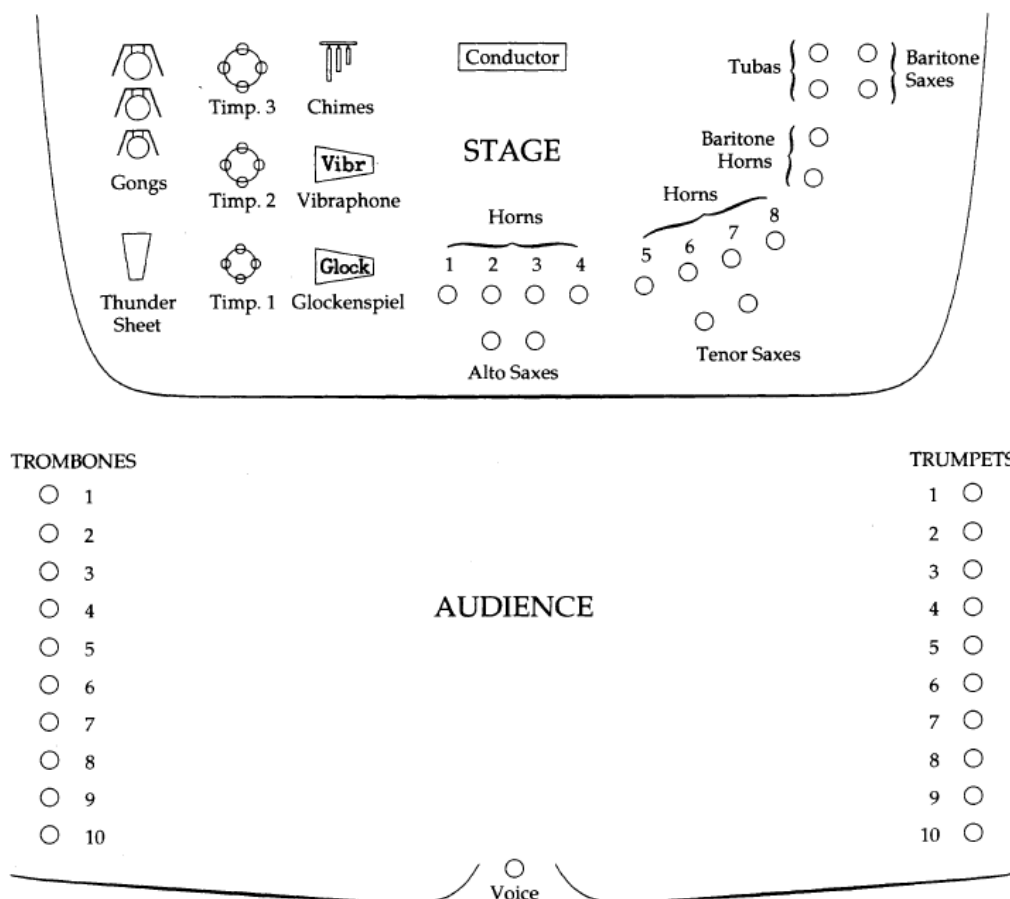 Conductor
Tubas
Baritone
Saxes
Timp. 3
Chimes
Baritone
Horns
STAGE
Vibr
Gongs
Timp. 2
Vibraphone
Horns
Horns
5
6
7
8
1
2
3
4
Glock
Thunder
Sheet
Timp. 1
Glockenspiel
Alto Saxes
Tenor Saxes
TROMBONES
1
2
3
4
5
6
7
8
9
10
AUDIENCE
TRUMPETS
1
2
3
4
5
6
7
8
9
10
Voice